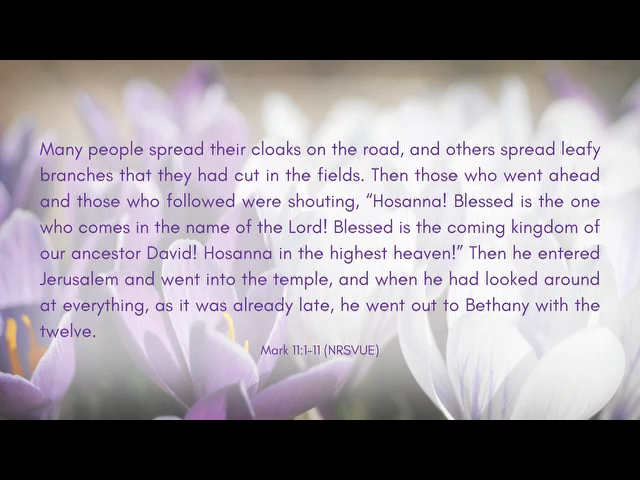 Many people spread their cloaks on the road, and others spread leafy
branches that they had cut in the fields. Then those who went ahead
and those who followed were shouting, “Hosanna! Blessed is the one
who comes in the name of the Lord! Blessed is the coming kingdom of
our ancestor David! Hosanna in the highest heaven!” Then he entered
Jerusalem and went into the temple, and when he had looked around
at everything, as it was already late, he went out to Bethany with the
twelve.
Mark 11:1-11 (NRSVUE)